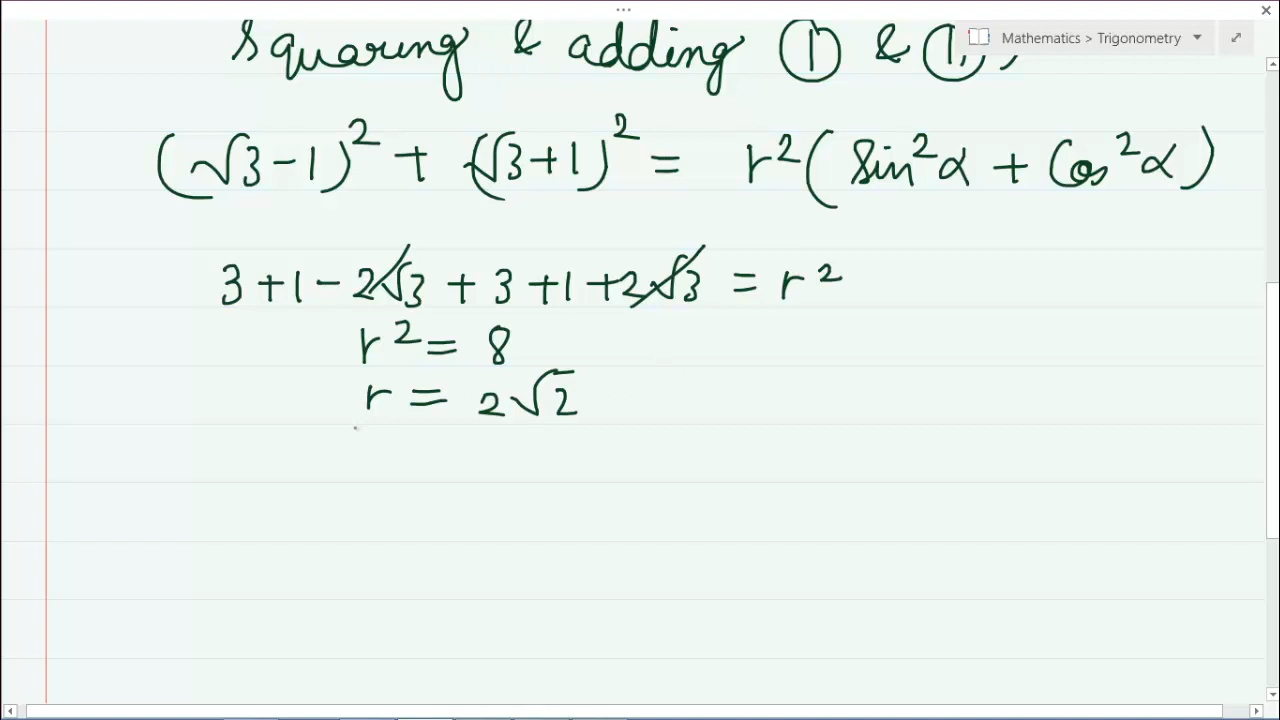 Mathematics > Trigonometry
Squaring & adding ① &
(√3-1)² + (√3+1)² = r²(Sin²α + Cos²α)
3+1-2√3 + 3+1+2√3 = r²
r² = 8
r = 2√2